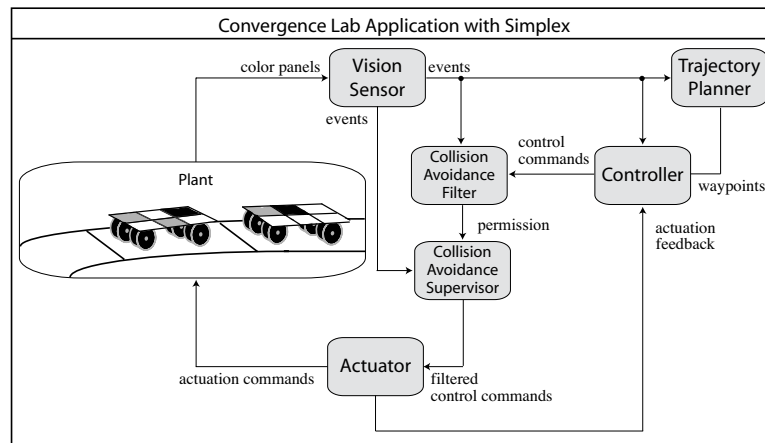 Convergence Lab Application with Simplex
color panels
Vision
Sensor
events
Trajectory
Planner
events
Plant
Collision
Avoidance
Filter
control
commands
Controller
waypoints
permission
actuation
feedback
Collision
Avoidance
Supervisor
Actuator
actuation commands
filtered
control commands